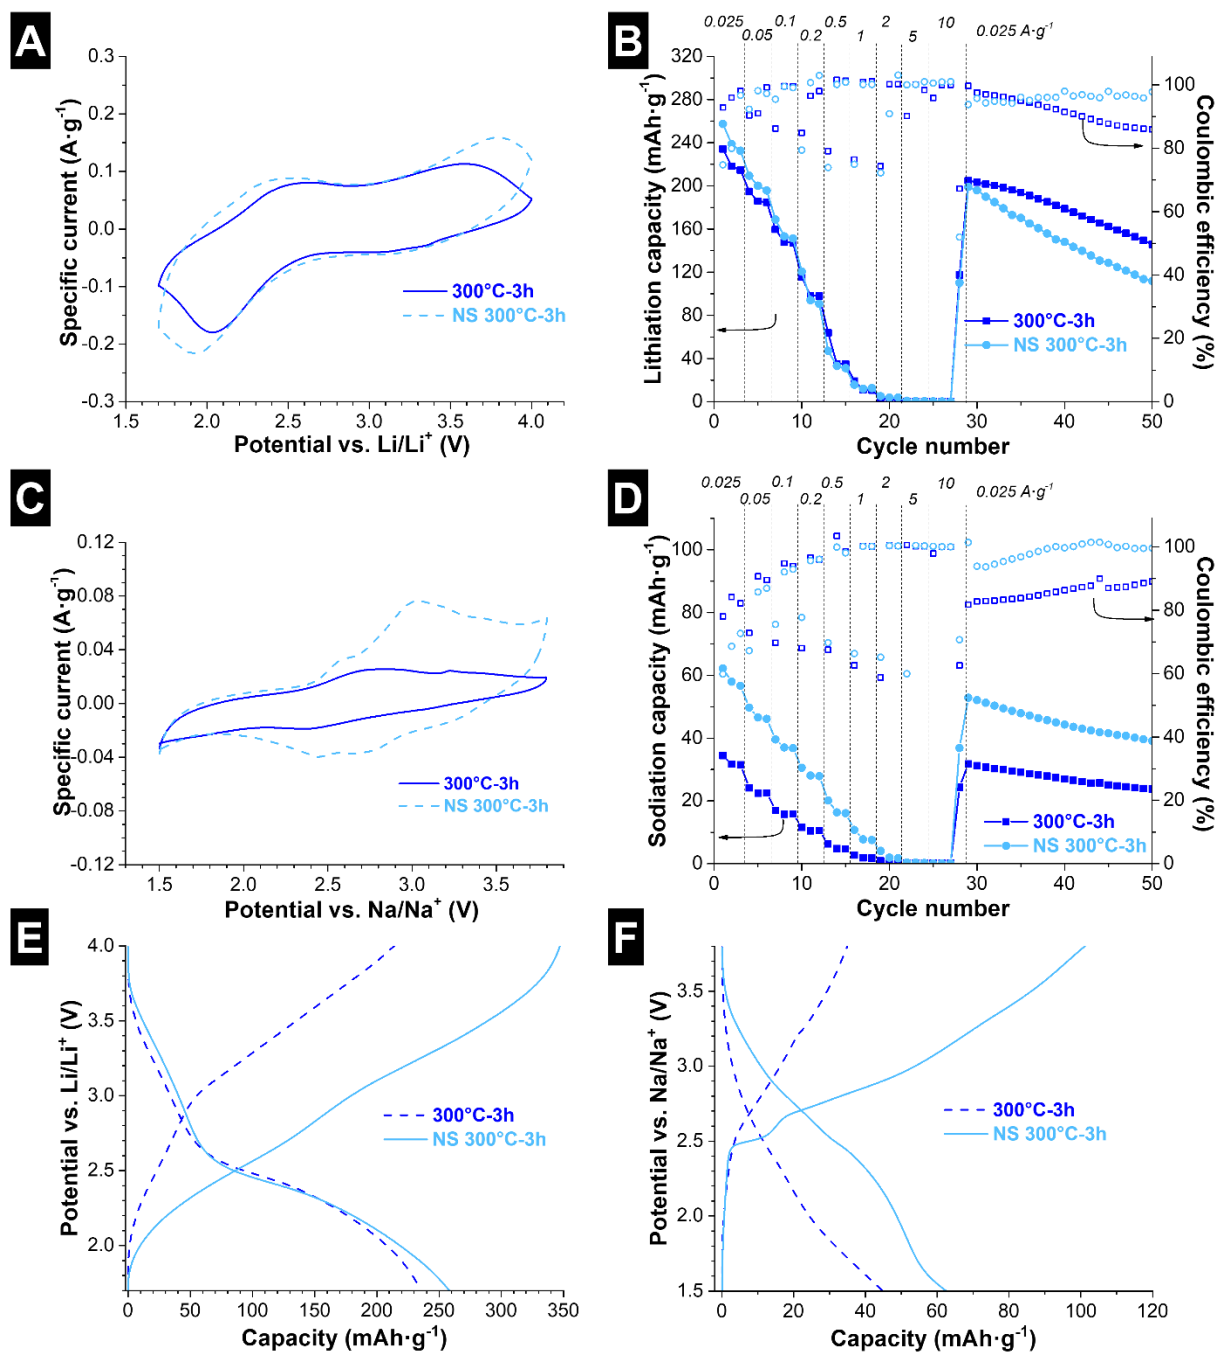 A
0.3
0.2
0.1
0.0
-0.1
-0.2
-0.3
1.5 2.0 2.5 3.0 3.5 4.0
Specific current (A·g⁻¹)
Potential vs. Li/Li⁺ (V)
300°C-3h
NS 300°C-3h
B
0.025 0.05 0.1 0.2 0.5 1 2 5 10 0.025 A·g⁻¹
320
280
240
200
160
120
80
40
0
0 10 20 30 40 50
100
80
60
40
20
0
Lithiation capacity (mAh·g⁻¹)
Coulombic efficiency (%)
Cycle number
300°C-3h
NS 300°C-3h
C
0.12
0.08
0.04
0.00
-0.04
-0.08
-0.12
1.5 2.0 2.5 3.0 3.5
Specific current (A·g⁻¹)
Potential vs. Na/Na⁺ (V)
300°C-3h
NS 300°C-3h
D
0.025 0.05 0.1 0.2 0.5 1 2 5 10 0.025 A·g⁻¹
100
80
60
40
20
0
0 10 20 30 40 50
100
80
60
40
20
0
Sodiation capacity (mAh·g⁻¹)
Coulombic efficiency (%)
Cycle number
300°C-3h
NS 300°C-3h
E
4.0
3.5
3.0
2.5
2.0
0 50 100 150 200 250 300 350
Potential vs. Li/Li⁺ (V)
Capacity (mAh·g⁻¹)
300°C-3h
NS 300°C-3h
F
3.5
3.0
2.5
2.0
1.5
0 20 40 60 80 100 120
Potential vs. Na/Na⁺ (V)
Capacity (mAh·g⁻¹)
300°C-3h
NS 300°C-3h